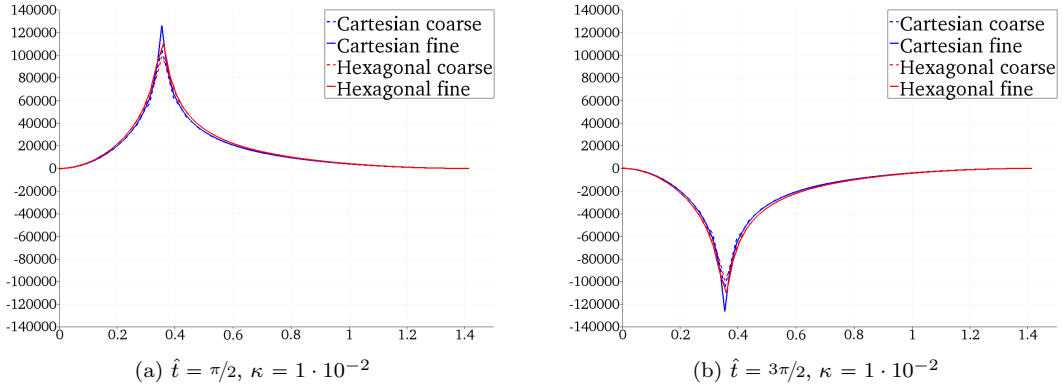 140000
120000
100000
80000
60000
40000
20000
0
-20000
-40000
-60000
-80000
-100000
-120000
-140000
0 0.2 0.4 0.6 0.8 1 1.2 1.4
Cartesian coarse
Cartesian fine
Hexagonal coarse
Hexagonal fine
(a) t̂ = π/2, κ = 1 · 10⁻²
140000
120000
100000
80000
60000
40000
20000
0
-20000
-40000
-60000
-80000
-100000
-120000
-140000
0 0.2 0.4 0.6 0.8 1 1.2 1.4
Cartesian coarse
Cartesian fine
Hexagonal coarse
Hexagonal fine
(b) t̂ = 3π/2, κ = 1 · 10⁻²